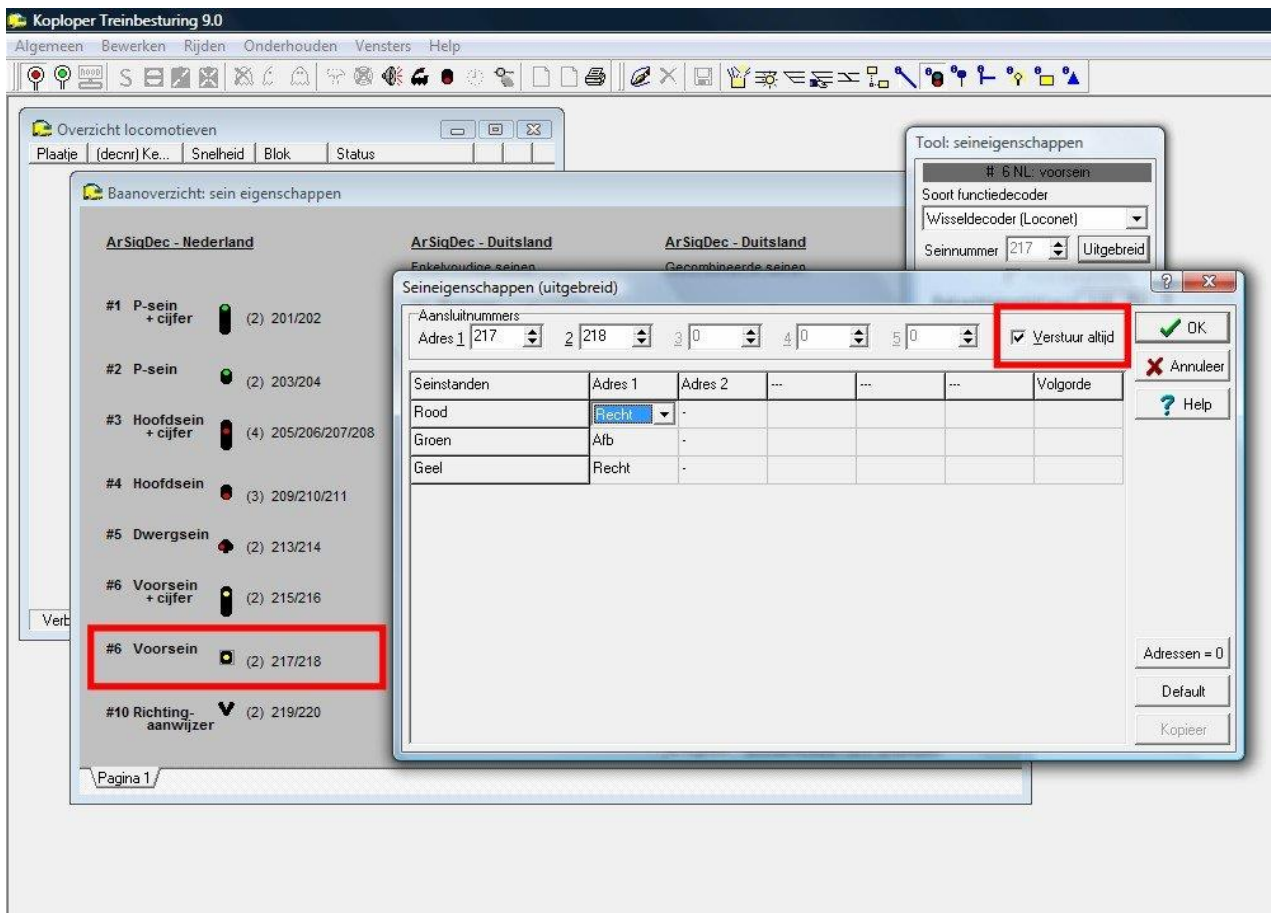 Koploper Treinbesturing 9.0
Algemeen Bewerken Rijden Onderhouden Vensters Help
Overzicht locomotieven
Plaatje (decnr) Ke... Snelheid Blok Status
Verb
Baanoverzicht: sein eigenschappen
ArSigDec - Nederland
ArSigDec - Duitsland
ArSigDec - Duitsland
Enkelvoudige seinen
Gecombineerde seinen
#1 P-sein
+ cijfer
(2) 201/202
#2 P-sein
(2) 203/204
#3 Hoofdsein
+ cijfer
(4) 205/206/207/208
#4 Hoofdsein
(3) 209/210/211
#5 Dwergsein
(2) 213/214
#6 Voorsein
+ cijfer
(2) 215/216
#6 Voorsein
(2) 217/218
#10 Richting-
aanwijzer
(2) 219/220
Pagina 1
Tool: seineigenschappen
# 6 NL: voorsein
Soort functiedecoder
Wisseldecoder (Loconet)
Seinnummer 217 Uitgebreid
Seineigenschappen (uitgebreid)
Aansluitnummers
Adres 1 217 2 218 3 0 4 0 5 0 Verstuur altijd
Seinstanden Adres 1 Adres 2 --- --- --- Volgorde
Rood Recht -
Groen Afb -
Geel Recht -
OK
Annuleer
Help
Adressen = 0
Default
Kopieer